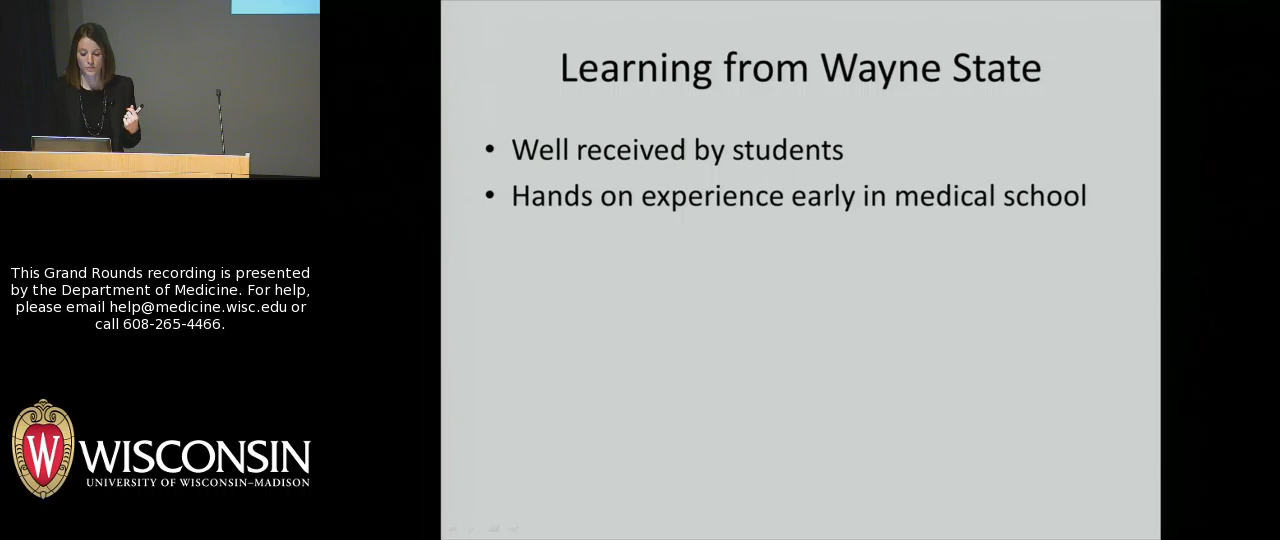 Learning from Wayne State
• Well received by students
• Hands on experience early in medical school
This Grand Rounds recording is presented
by the Department of Medicine. For help,
please email help@medicine.wisc.edu or
call 608-265-4466.
W
WISCONSIN
UNIVERSITY OF WISCONSIN–MADISON